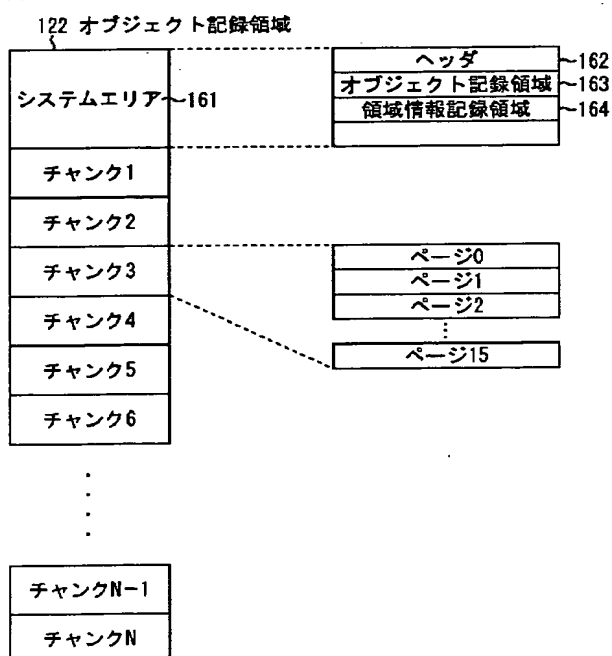 122 オブジェクト記録領域
システムエリア 161
チャンク1
チャンク2
チャンク3
チャンク4
チャンク5
チャンク6
チャンクN-1
チャンクN
ヘッダ 162
オブジェクト記録領域 163
領域情報記録領域 164
ページ0
ページ1
ページ2
ページ15